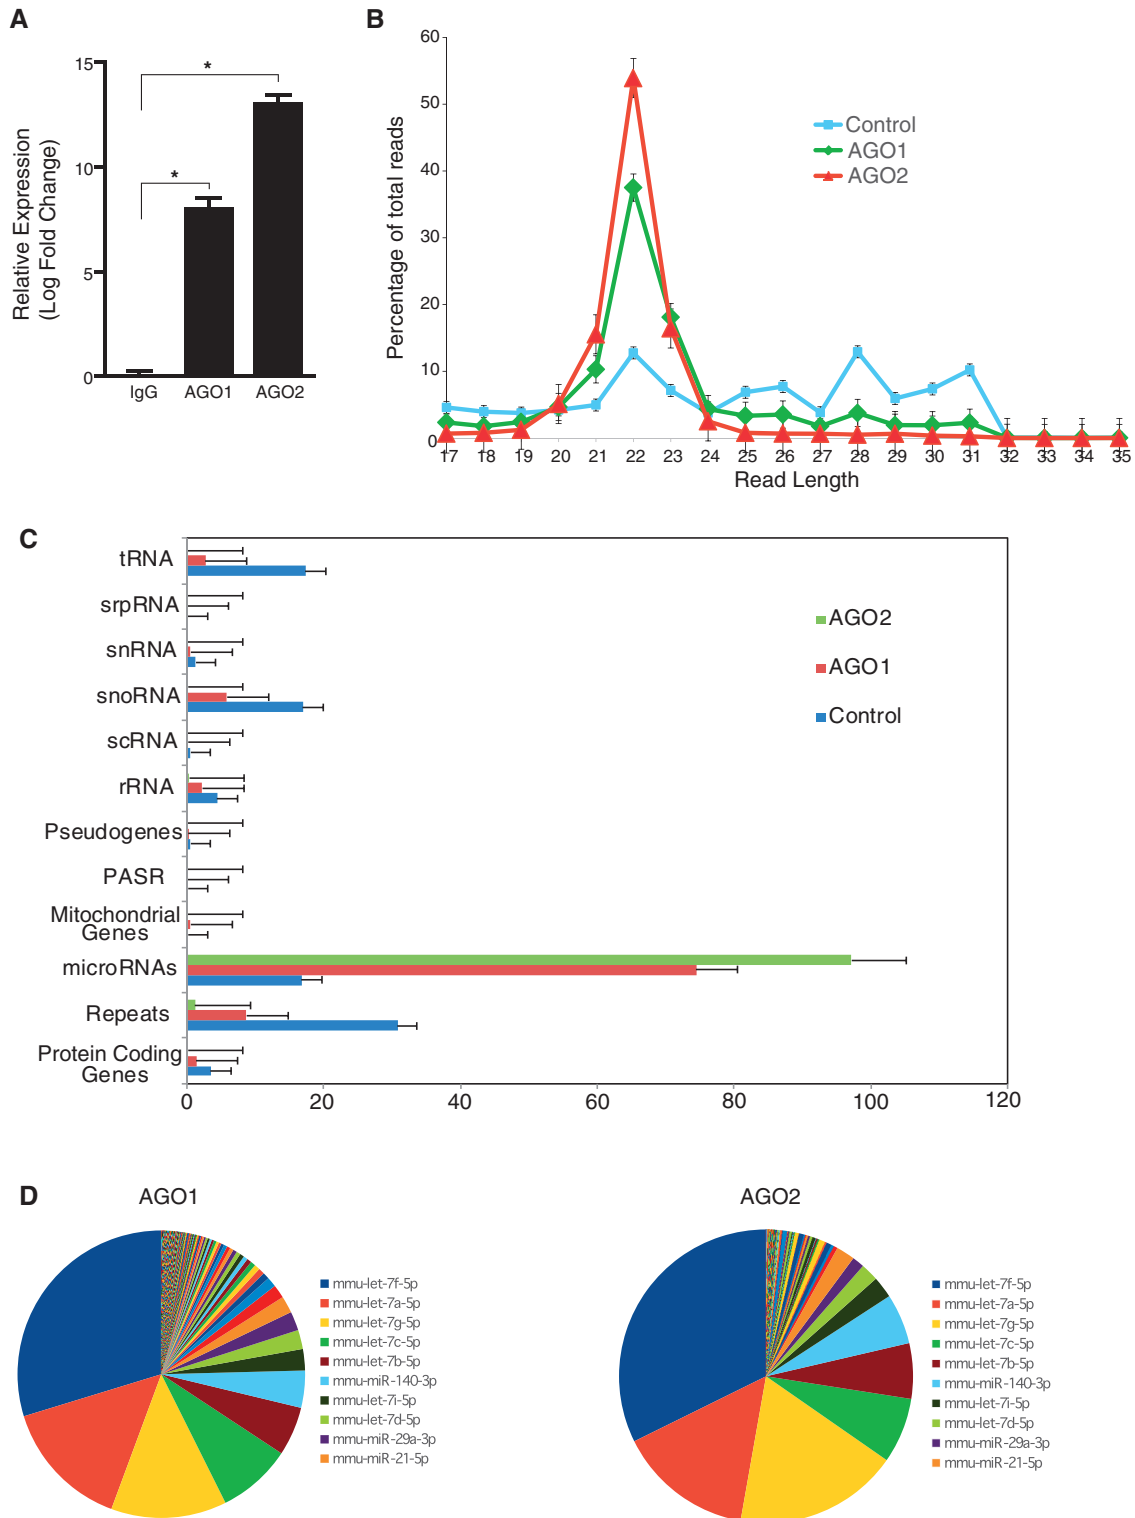 A
Relative Expression
(Log Fold Change)
15
10
5
0
*
*
IgG AGO1 AGO2
B
Percentage of total reads
60
50
40
30
20
10
0
Control
AGO1
AGO2
17 18 19 20 21 22 23 24 25 26 27 28 29 30 31 32 33 34 35
Read Length
C
tRNA
srpRNA
snRNA
snoRNA
scRNA
rRNA
Pseudogenes
PASR
Mitochondrial
Genes
microRNAs
Repeats
Protein Coding
Genes
AGO2
AGO1
Control
0 20 40 60 80 100 120
D
AGO1
mmu-let-7f-5p
mmu-let-7a-5p
mmu-let-7g-5p
mmu-let-7c-5p
mmu-let-7b-5p
mmu-miR-140-3p
mmu-let-7i-5p
mmu-let-7d-5p
mmu-miR-29a-3p
mmu-miR-21-5p
AGO2
mmu-let-7f-5p
mmu-let-7a-5p
mmu-let-7g-5p
mmu-let-7c-5p
mmu-let-7b-5p
mmu-miR-140-3p
mmu-let-7i-5p
mmu-let-7d-5p
mmu-miR-29a-3p
mmu-miR-21-5p